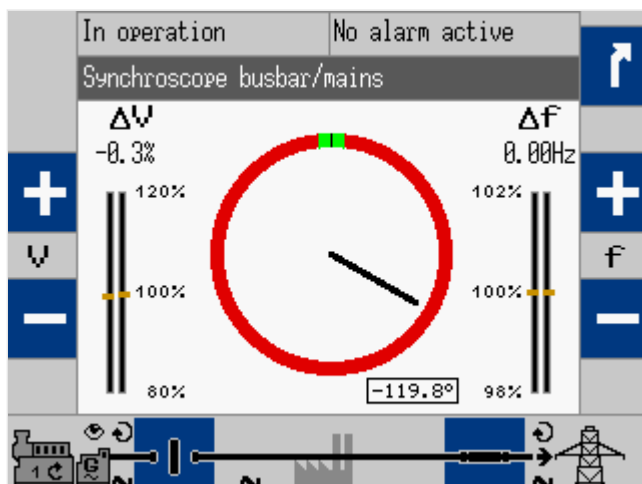 In operation
No alarm active
Synchroscope busbar/mains
ΔV
Δf
-0.3%
0.00Hz
120%
102%
V
100%
100%
f
80%
-119.8°
98%
1
G